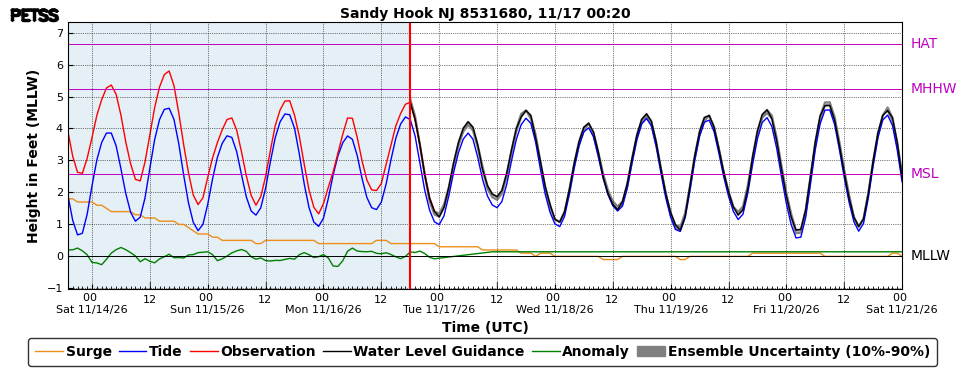 PETSS
Sandy Hook NJ 8531680, 11/17 00:20
Height in Feet (MLLW)
7
6
5
4
3
2
1
0
−1
HAT
MHHW
MSL
MLLW
00 12 00 12 00 12 00 12 00 12 00 12 00 12 00
Sat 11/14/26 Sun 11/15/26 Mon 11/16/26 Tue 11/17/26 Wed 11/18/26 Thu 11/19/26 Fri 11/20/26 Sat 11/21/26
Time (UTC)
Surge Tide Observation Water Level Guidance Anomaly Ensemble Uncertainty (10%-90%)